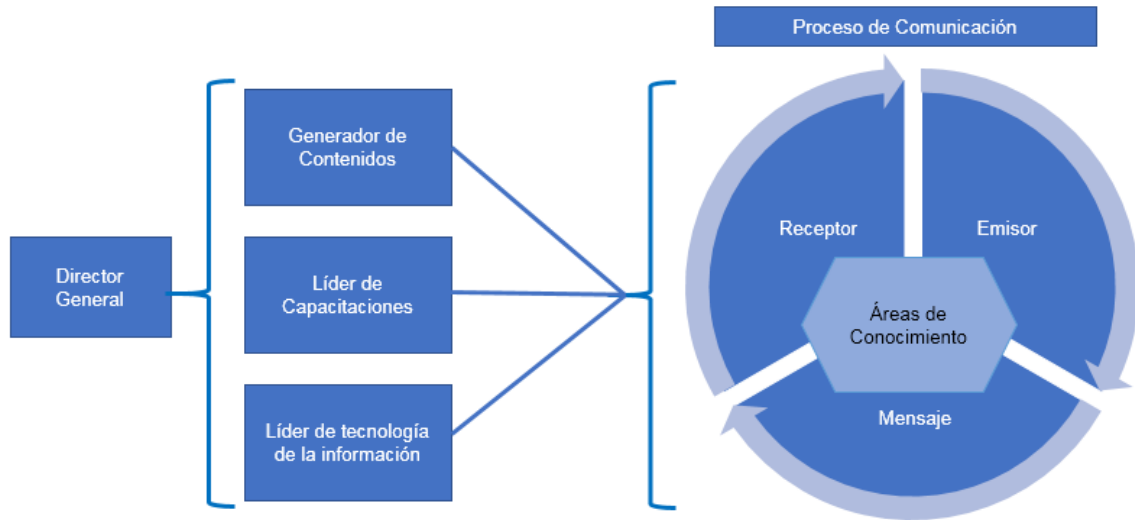 Proceso de Comunicación
Generador de
Contenidos
Director
General
Líder de
Capacitaciones
Líder de tecnología
de la información
Receptor
Emisor
Áreas de
Conocimiento
Mensaje